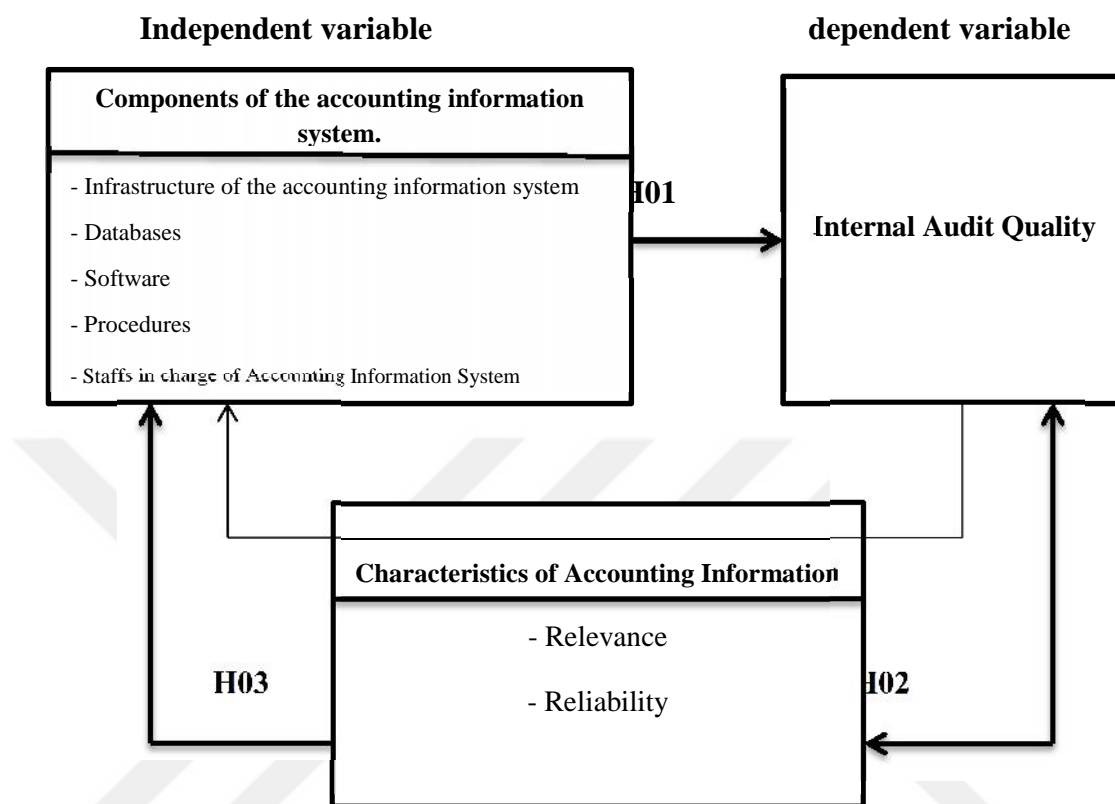 Independent variable
dependent variable
Components of the accounting information
system.
- Infrastructure of the accounting information system
- Databases
- Software
- Procedures
- Staffs in charge of Accounting Information System
H01
Internal Audit Quality
Characteristics of Accounting Information
- Relevance
- Reliability
H03
H02